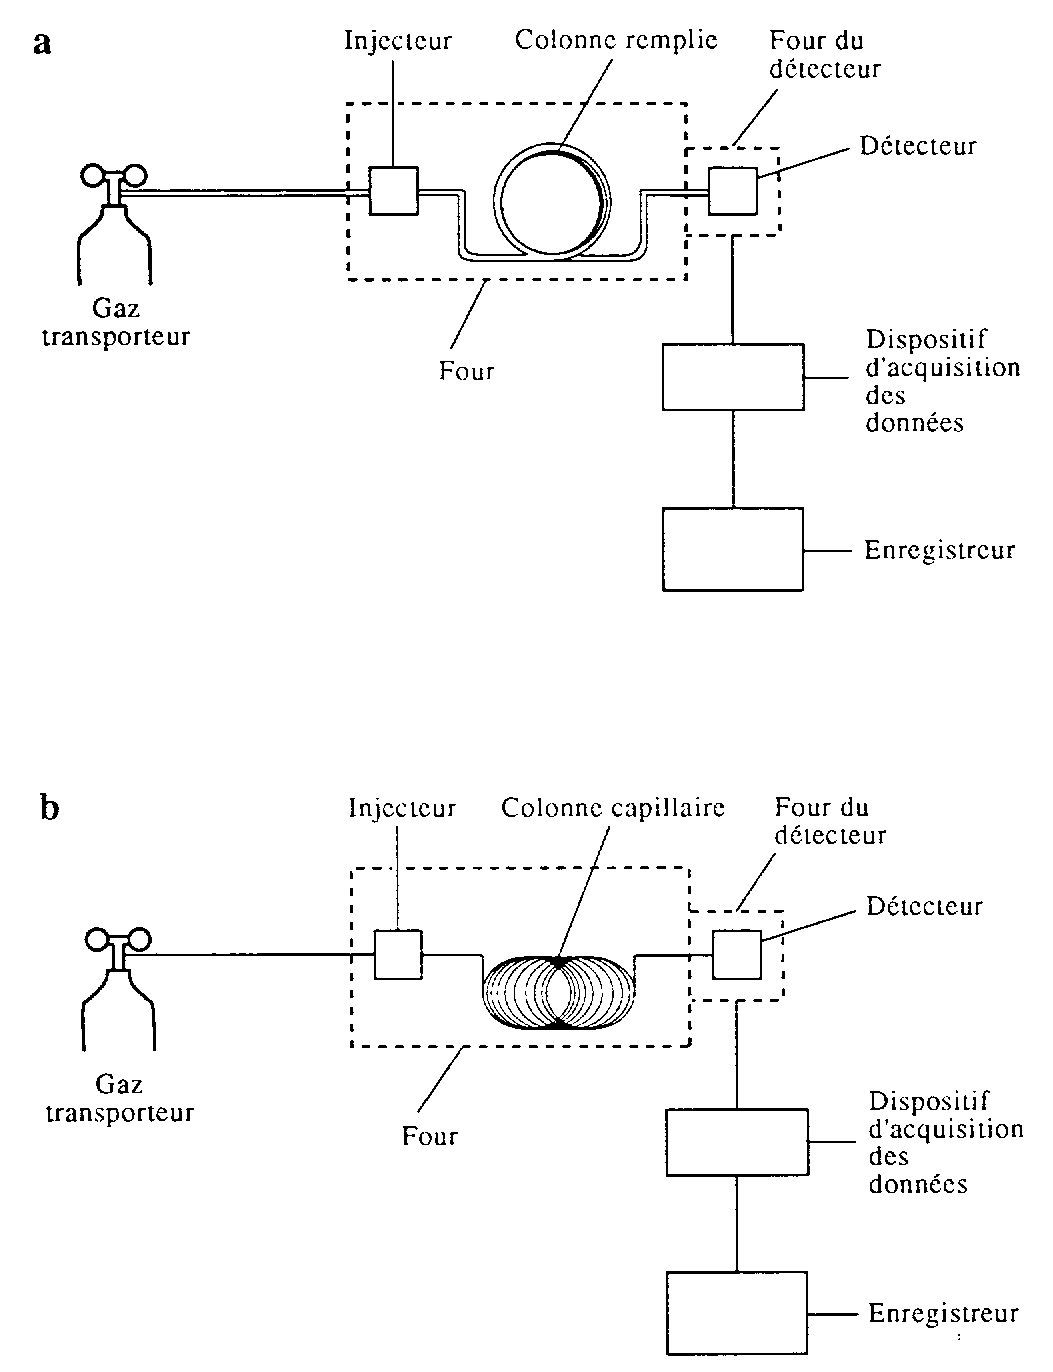 a
Injecteur
Colonne remplie
Four du
détecteur
Détecteur
Gaz
transporteur
Four
Dispositif
d'acquisition
des
données
Enregistreur
b
Injecteur
Colonne capillaire
Four du
détecteur
Détecteur
Gaz
transporteur
Four
Dispositif
d'acquisition
des
données
Enregistreur